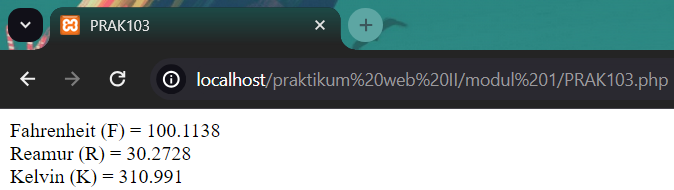 PRAK103
localhost/praktikum%20web%20II/modul%201/PRAK103.php
Fahrenheit (F) = 100.1138
Reamur (R) = 30.2728
Kelvin (K) = 310.991